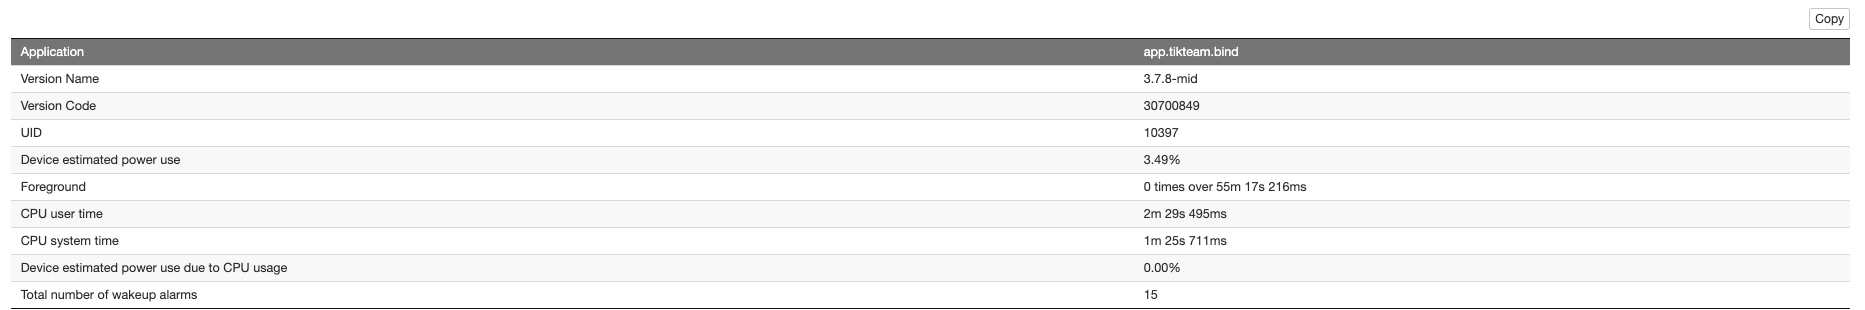 Copy
Application app.tikteam.bind
Version Name 3.7.8-mid
Version Code 30700849
UID 10397
Device estimated power use 3.49%
Foreground 0 times over 55m 17s 216ms
CPU user time 2m 29s 495ms
CPU system time 1m 25s 711ms
Device estimated power use due to CPU usage 0.00%
Total number of wakeup alarms 15